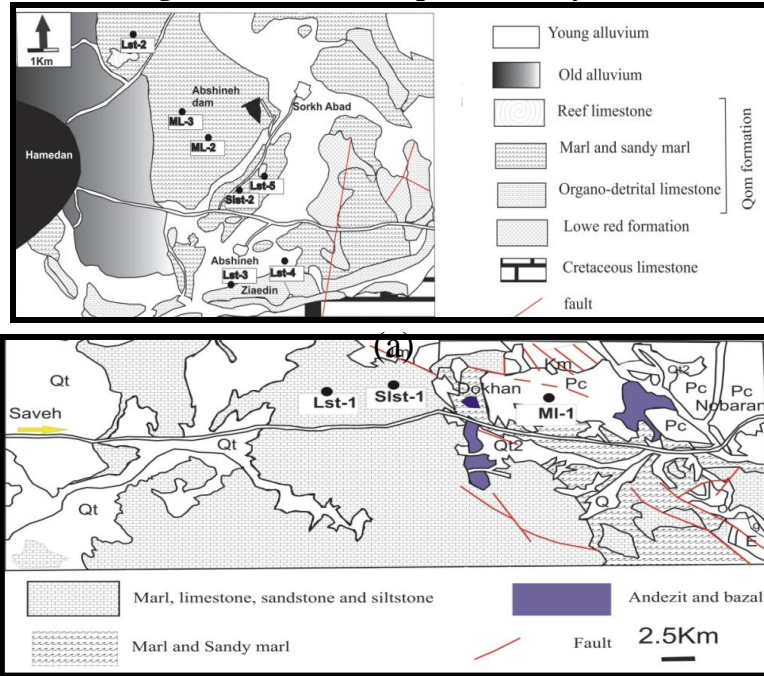 Lst-2
1Km
Abshineh
dam
Sorkh Abad
ML-3
ML-2
Hamedan
Lst-5
Slst-2
Abshineh
Lst-3
Lst-4
Ziaedin
Young alluvium
Old alluvium
Reef limestone
Marl and sandy marl
Organo-detrital limestone
Qom formation
Lowe red formation
Cretaceous limestone
fault
(a)
Qt
Km
Qt2
Dokhan
Pc
Pc
Pc
Nobaran
Lst-1
Slst-1
Ml-1
Saveh
Pc
Qt
Qt2
Qt
Q
E
Marl, limestone, sandstone and siltstone
Andezit and bazal
Marl and Sandy marl
Fault
2.5Km